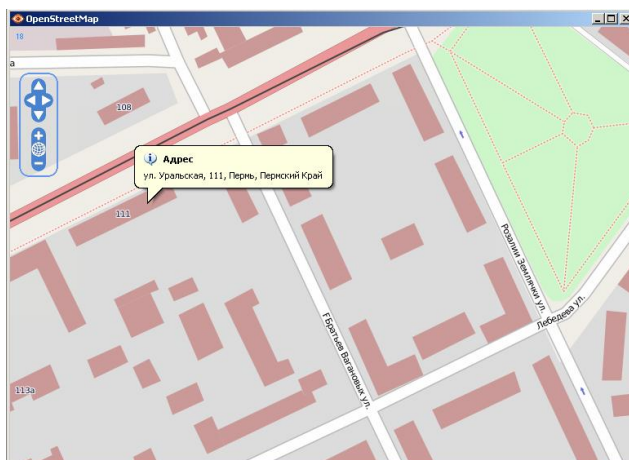 OpenStreetMap
18
а
108
Адрес
ул. Уральская, 111, Пермь, Пермский Край
111
Розалии Землячки ул.
Лебедева ул.
FБратьев Вагановых ул.
113а